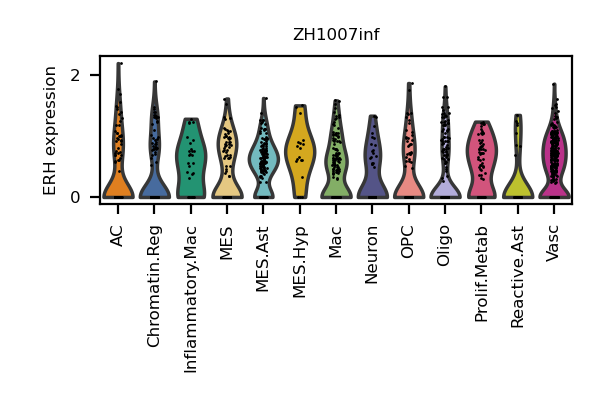 ZH1007inf
ERH expression
2
0
AC
Chromatin.Reg
Inflammatory.Mac
MES
MES.Ast
MES.Hyp
Mac
Neuron
OPC
Oligo
Prolif.Metab
Reactive.Ast
Vasc